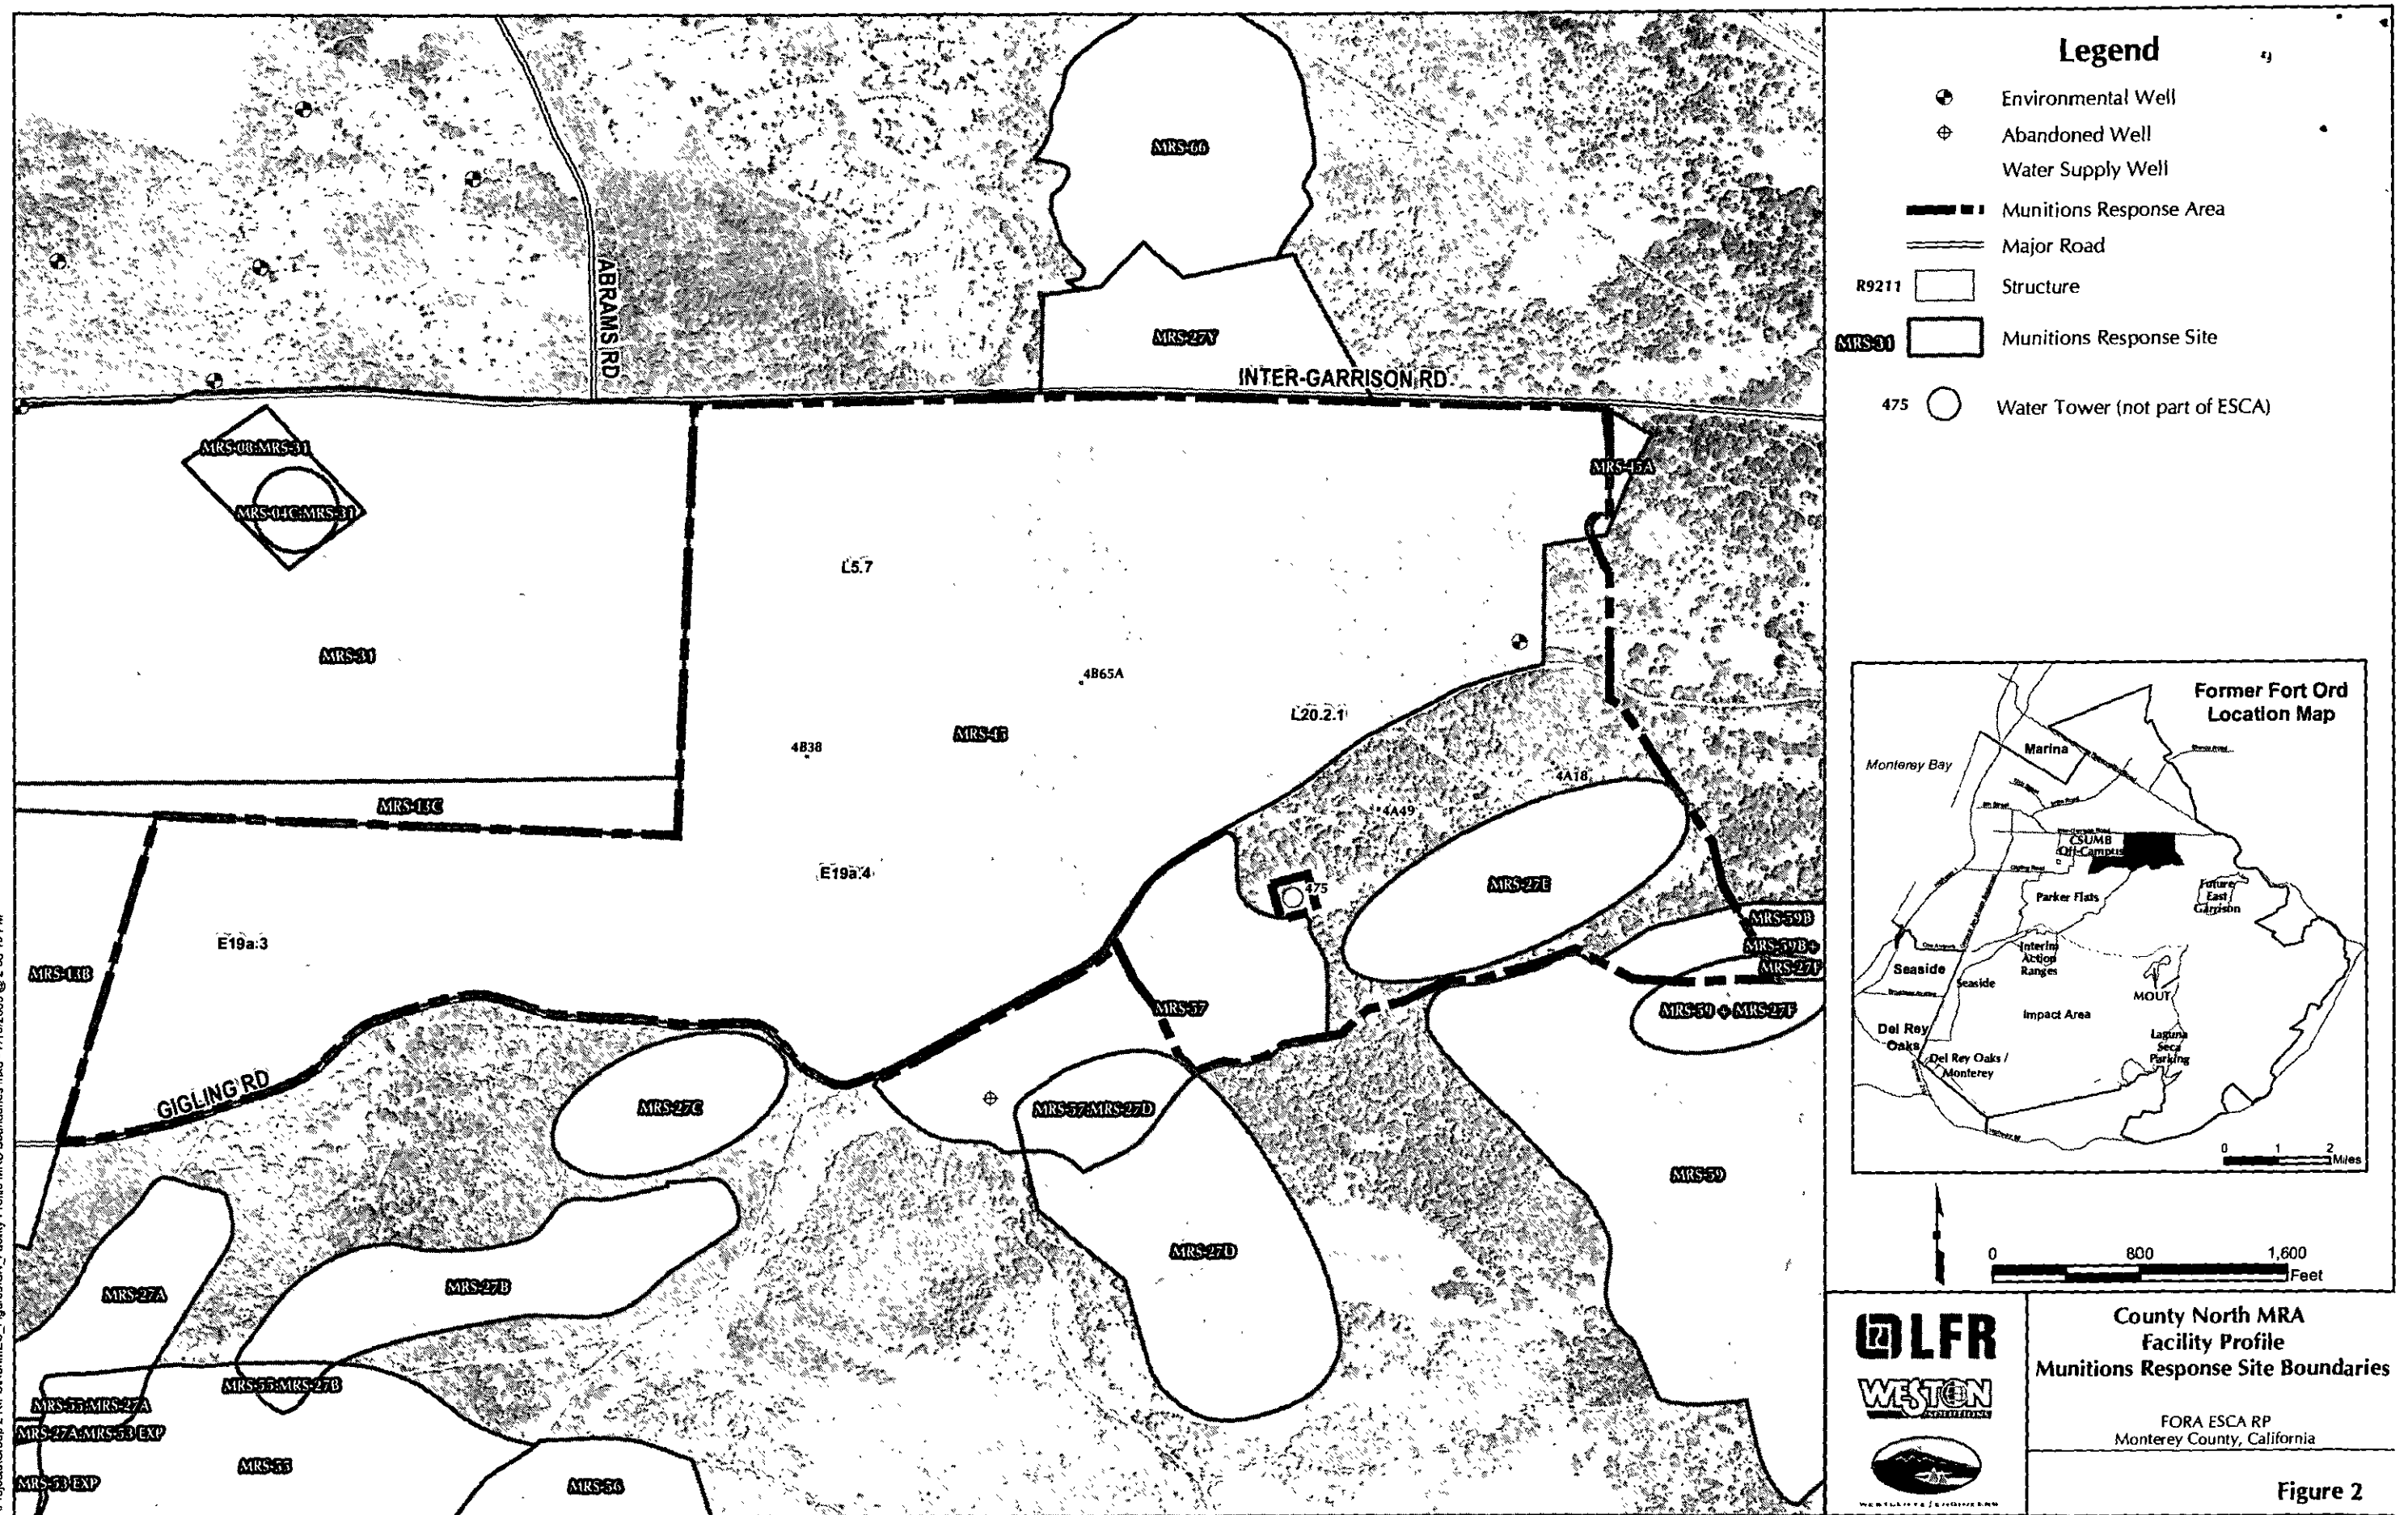 Legend
Environmental Well
Abandoned Well
Water Supply Well
Munitions Response Area
Major Road
R9211 Structure
MRS-31 Munitions Response Site
475 Water Tower (not part of ESCA)
MRS-66
ABRAMS RD
MRS-27Y
INTER-GARRISON RD.
MRS-08;MRS-31
MRS-04C;MRS-31
MRS-45A
L5.7
MRS-31
4B65A
L20.2.1
MRS-45
4B38
4A18
MRS-13C
4A49
E19a.4
MRS-27E
475
E19a.3
MRS-59B
MRS-59B+
MRS-27F
MRS-13B
MRS-57
MRS-59 + MRS-27F
GIGLING RD
MRS-27C
MRS-57;MRS-27D
MRS-59
MRS-27D
MRS-27A
MRS-27B
MRS-55;MRS-27B
MRS-55;MRS-27A
MRS-27A;MRS-53 EXP
MRS-55
MRS-53 EXP
MRS-56
Former Fort Ord
Location Map
Marina
Monterey Bay
CSUMB
Off-Campus
Parker Flats
Future
East
Garrison
Interim
Action
Ranges
Seaside
Seaside
MOUT
Impact Area
Del Rey
Oaks
Laguna
Seca
Parking
Del Rey Oaks /
Monterey
0 1 2
Miles
0 800 1,600
Feet
LFR
WESTON
SOLUTIONS
County North MRA
Facility Profile
Munitions Response Site Boundaries
FORA ESCA RP
Monterey County, California
Figure 2